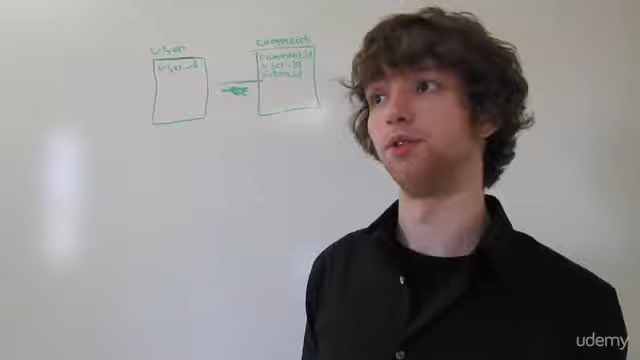 user
user_id
comment
comment_id
user_id
udemy